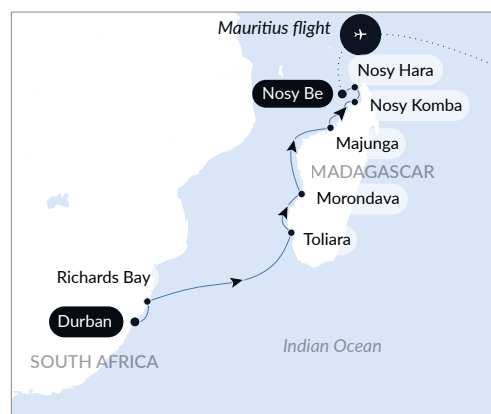 Mauritius flight
Nosy Hara
Nosy Be
Nosy Komba
Majunga
MADAGASCAR
Morondava
Toliara
Richards Bay
Durban
Indian Ocean
SOUTH AFRICA